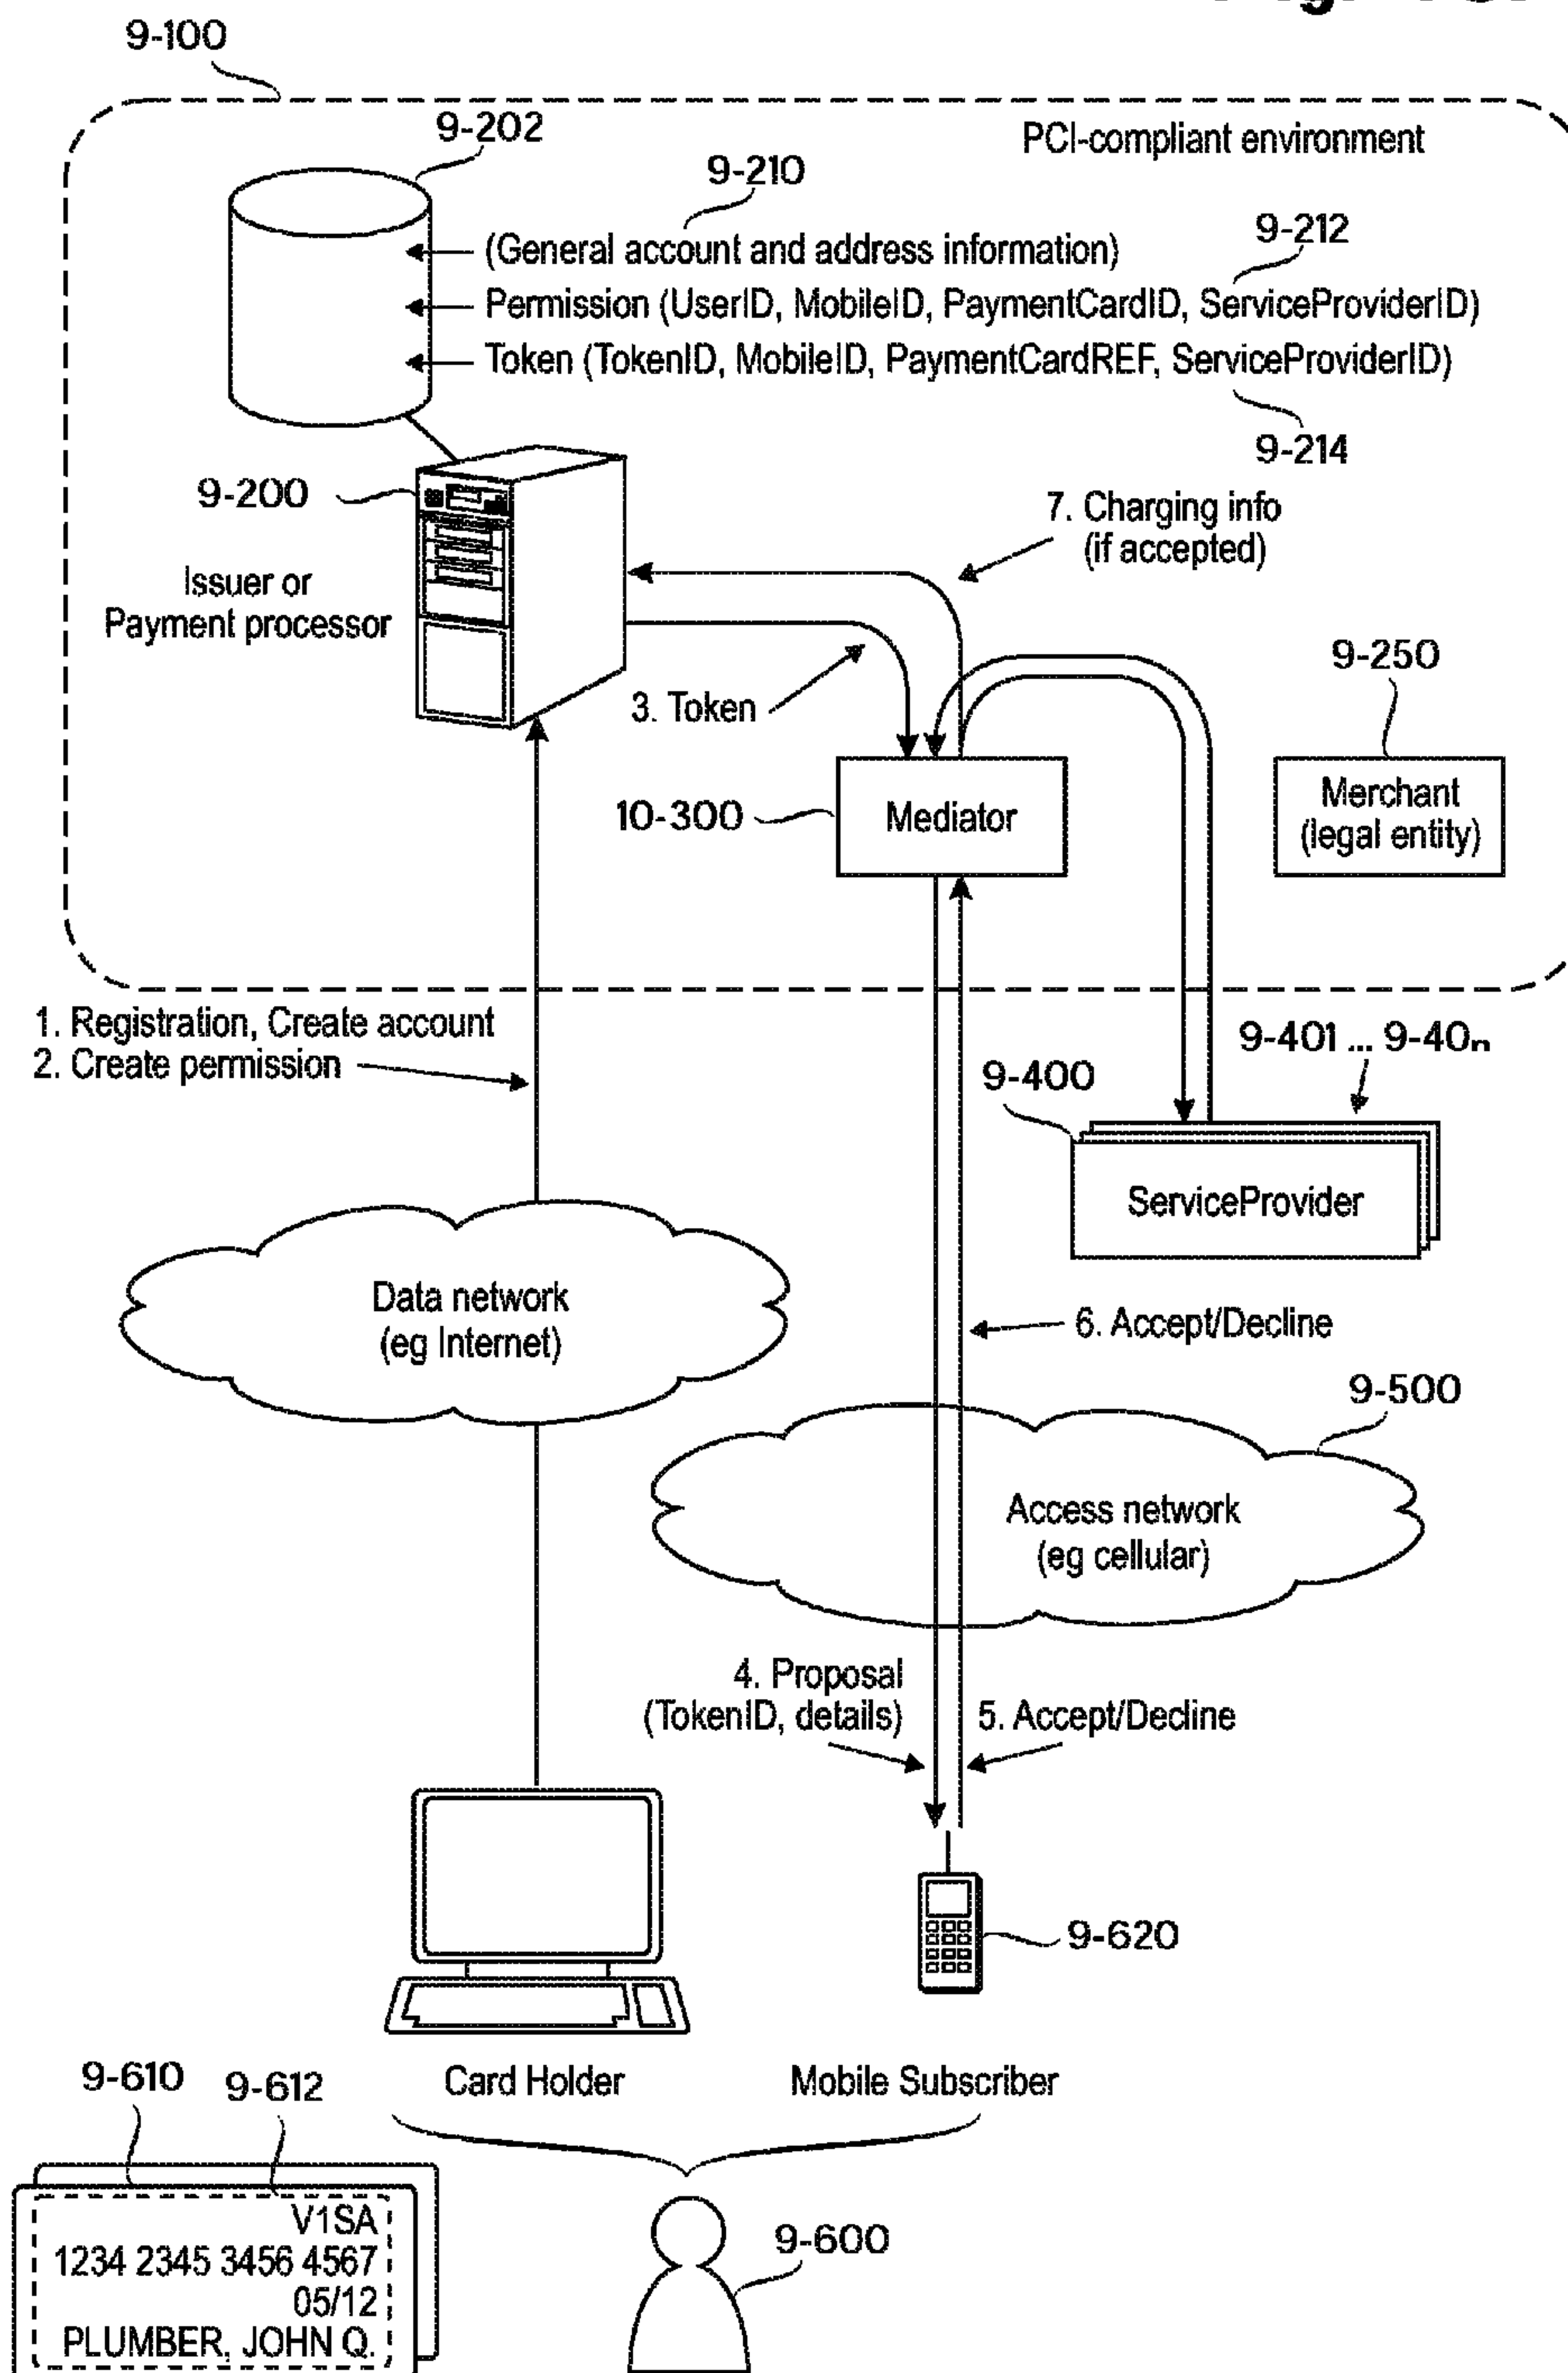 9-100
9-202
PCI-compliant environment
9-210
(General account and address information)
9-212
Permission (UserID, MobileID, PaymentCardID, ServiceProviderID)
Token (TokenID, MobileID, PaymentCardREF, ServiceProviderID)
9-214
9-200
7. Charging info
(if accepted)
Issuer or
Payment processor
3. Token
9-250
10-300
Mediator
Merchant
(legal entity)
1. Registration, Create account
2. Create permission
9-401 ... 9-40n
9-400
ServiceProvider
Data network
(eg Internet)
6. Accept/Decline
9-500
Access network
(eg cellular)
4. Proposal
(TokenID, details)
5. Accept/Decline
9-620
9-610
9-612
Card Holder
Mobile Subscriber
V1SA
1234 2345 3456 4567
05/12
PLUMBER, JOHN Q.
9-600